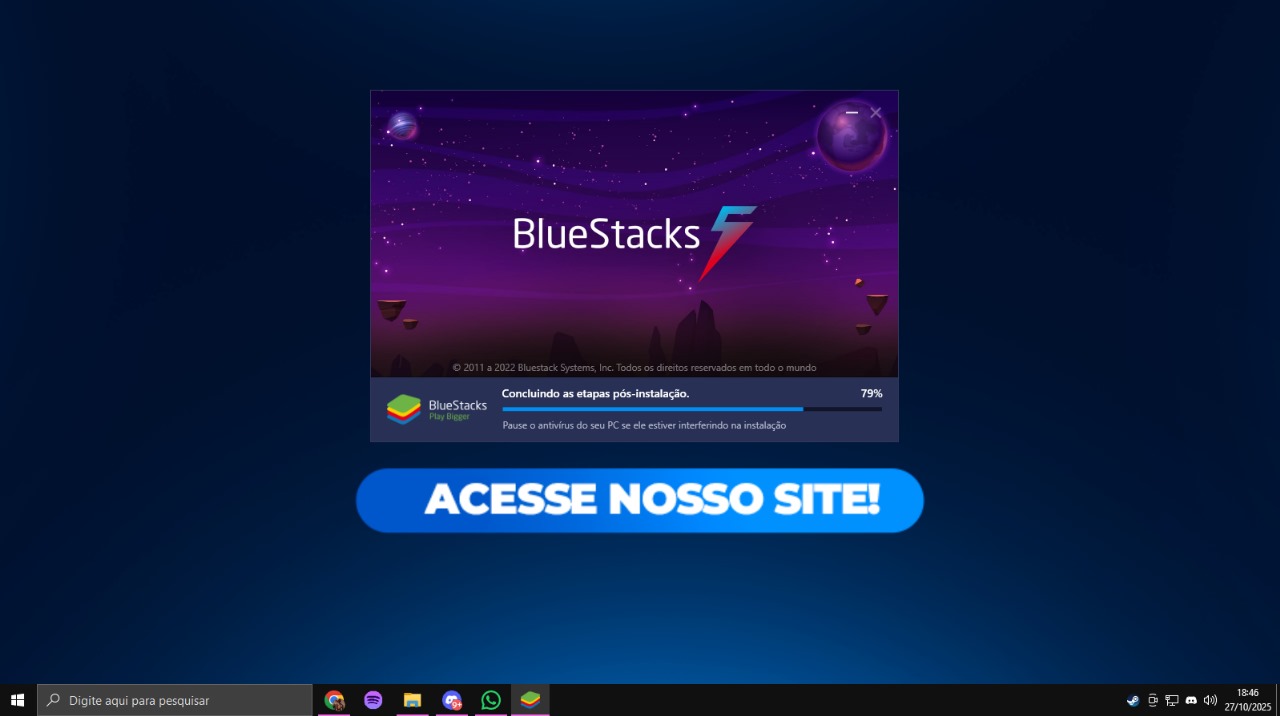 BlueStacks
© 2011 a 2022 Bluestack Systems, Inc. Todos os direitos reservados em todo o mundo
BlueStacks
Play Bigger
Concluindo as etapas pós-instalação.
79%
Pause o antivírus do seu PC se ele estiver interferindo na instalação
ACESSE NOSSO SITE!
Digite aqui para pesquisar
9+
18:46
27/10/2025